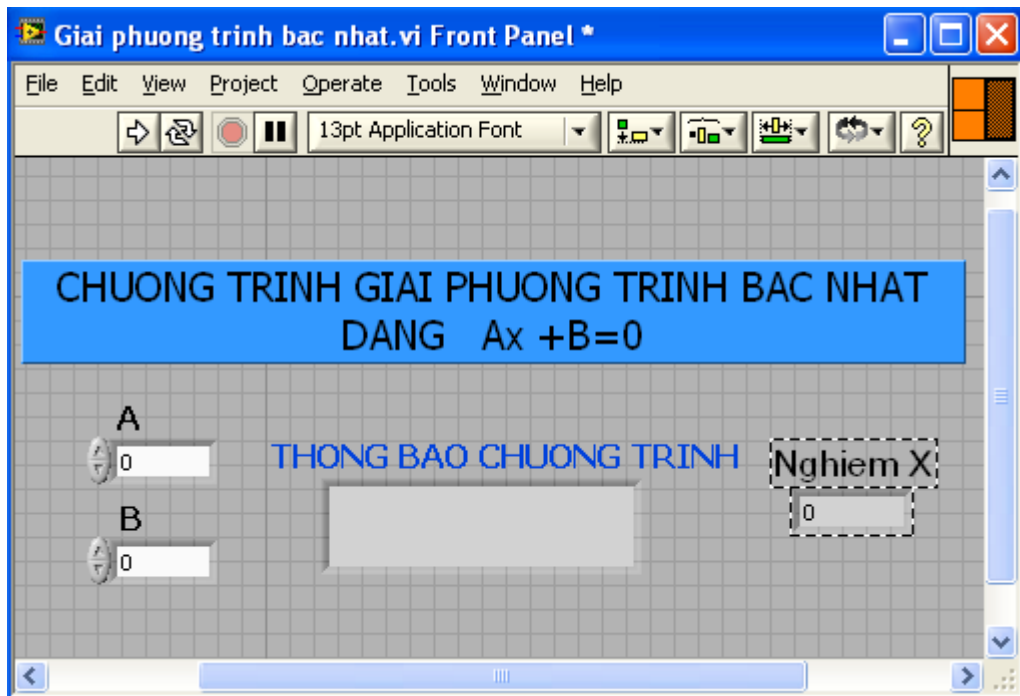 Giai phuong trinh bac nhat.vi Front Panel *
File Edit View Project Operate Tools Window Help
13pt Application Font
CHUONG TRINH GIAI PHUONG TRINH BAC NHAT
DANG Ax +B=0
A
0
THONG BAO CHUONG TRINH
Nghiem X
0
B
0